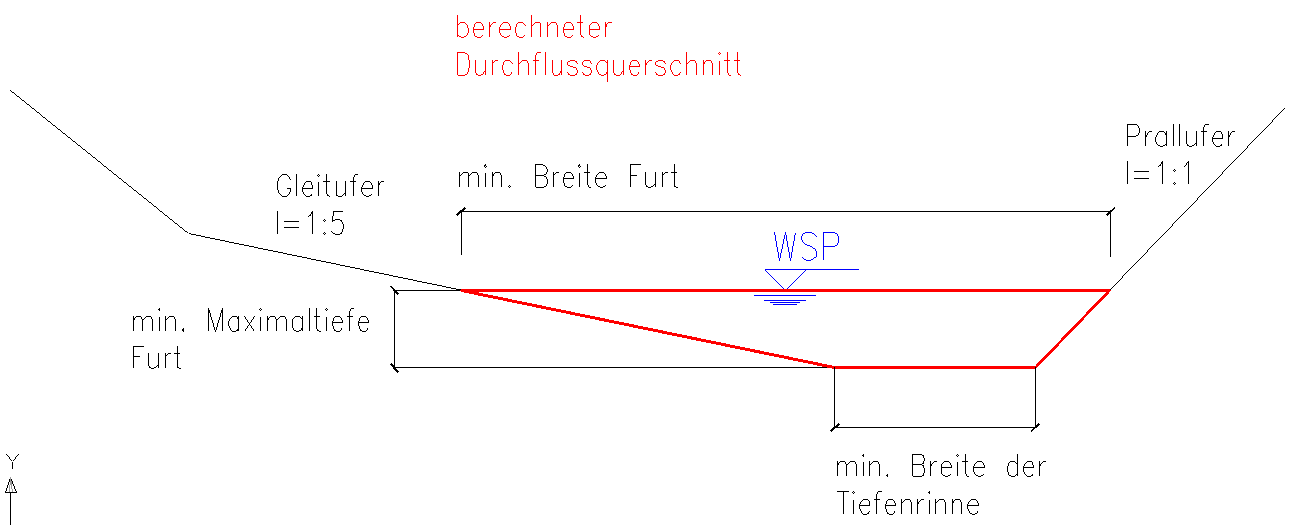 berechneter
Durchflussquerschnitt
Prallufer
I=1:1
Gleitufer
I=1:5
min. Breite Furt
WSP
min. Maximaltiefe
Furt
min. Breite der
Tiefenrinne
Y